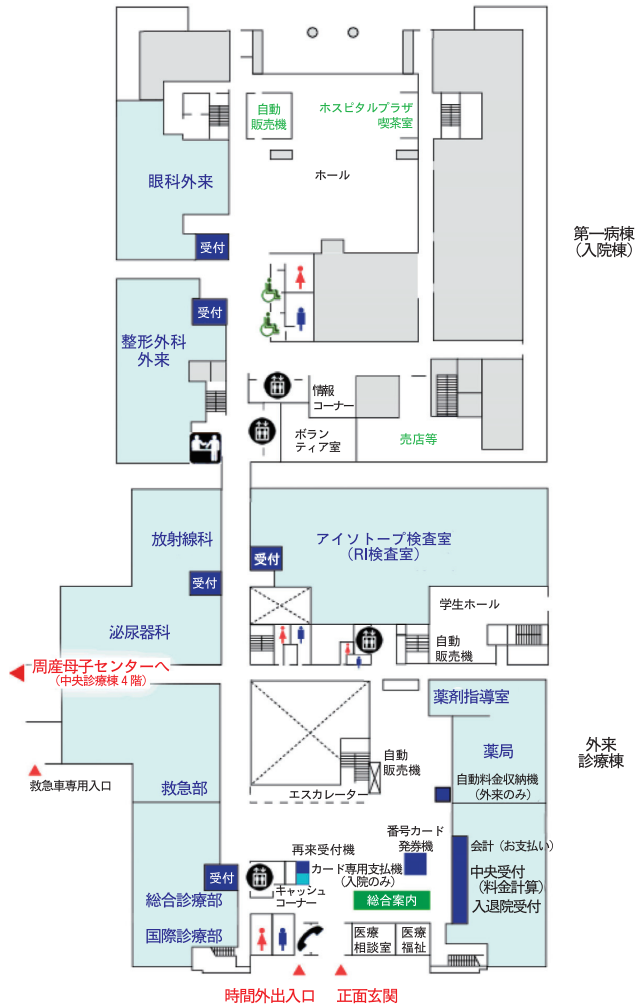 自動
販売機
ホスピタルプラザ
喫茶室
ホール
眼科外来
受付
第一病棟
(入院棟)
受付
整形外科
外来
情報
コーナー
ボラン
ティア室
売店等
放射線科
アイソトープ検査室
(RI検査室)
受付
受付
学生ホール
泌尿器科
自動
販売機
周産母子センターへ
(中央診療棟4階)
薬剤指導室
薬局
外来
診療棟
自動
販売機
自動料金収納機
(外来のみ)
救急車専用入口
救急部
エスカレーター
番号カード
発券機
会計(お支払い)
再来受付機
カード専用支払機
(入院のみ)
中央受付
(料金計算)
受付
キャッシュ
コーナー
総合案内
入退院受付
総合診療部
国際診療部
医療
相談室
医療
福祉
時間外出入口
正面玄関